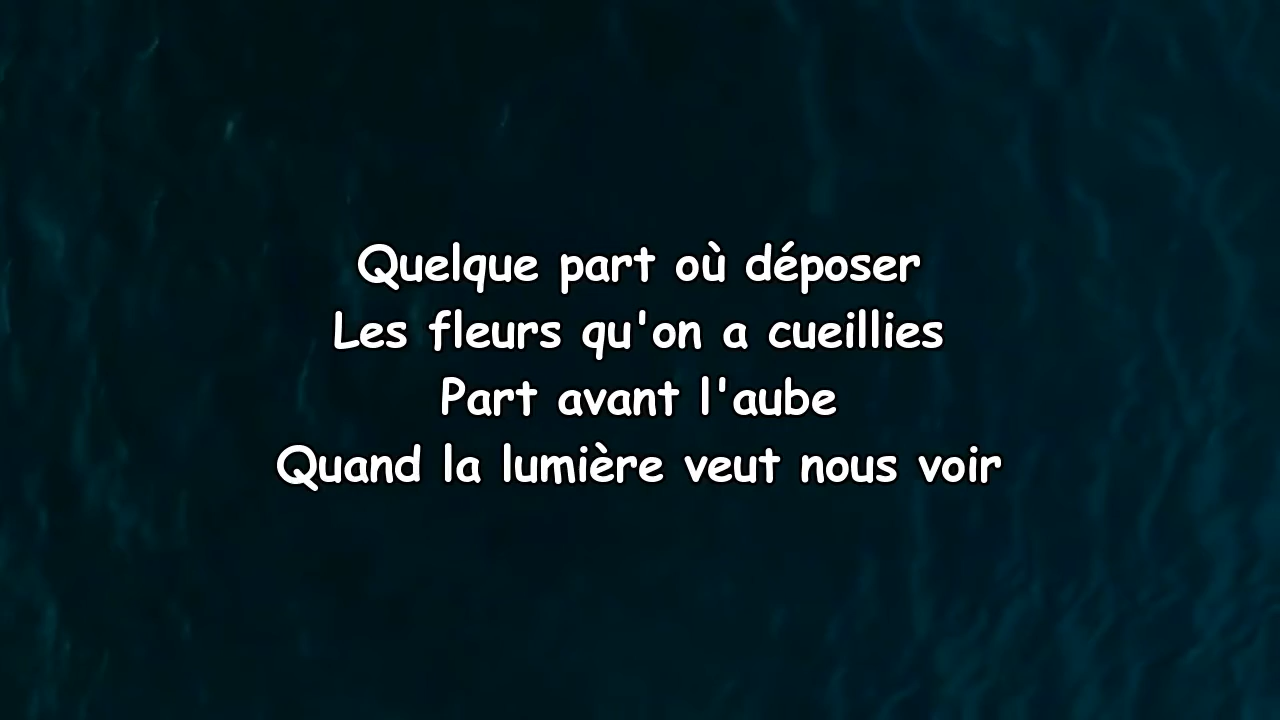 Quelque part où déposer
Les fleurs qu'on a cueillies
Part avant l'aube
Quand la lumière veut nous voir